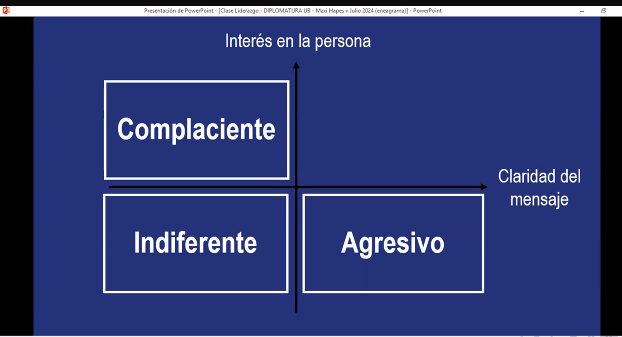 Presentación de PowerPoint - [Clase Liderazgo - DIPLOMATURA UB - Maxi Hapes v Julio 2024 (eneagrama)] - PowerPoint
Interés en la persona
Complaciente
Claridad del
mensaje
Indiferente
Agresivo